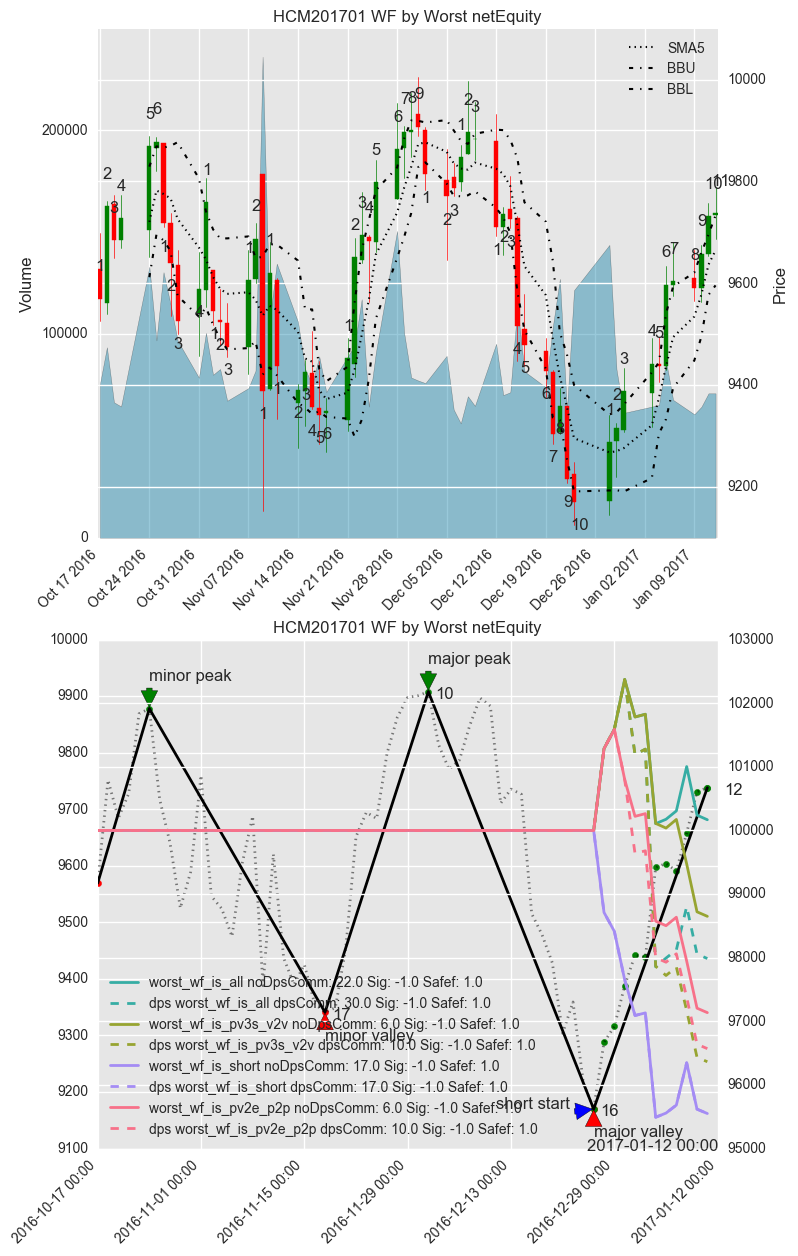 HCM201701 WF by Worst netEquity
SMA5
BBU
BBL
Volume
Price
200000
100000
0
10000
9800
9600
9400
9200
Oct 17 2016
Oct 24 2016
Oct 31 2016
Nov 07 2016
Nov 14 2016
Nov 21 2016
Nov 28 2016
Dec 05 2016
Dec 12 2016
Dec 19 2016
Dec 26 2016
Jan 02 2017
Jan 09 2017
HCM201701 WF by Worst netEquity
10000
9900
9800
9700
9600
9500
9400
9300
9200
9100
103000
102000
101000
100000
99000
98000
97000
96000
95000
minor peak
major peak
10
12
17
minor valley
short start
16
major valley
2017-01-12 00:00
worst_wf_is_all noDpsComm: 22.0 Sig: -1.0 Safef: 1.0
dps worst_wf_is_all dpsComm: 30.0 Sig: -1.0 Safef: 1.0
worst_wf_is_pv3s_v2v noDpsComm: 6.0 Sig: -1.0 Safef: 1.0
dps worst_wf_is_pv3s_v2v dpsComm: 10.0 Sig: -1.0 Safef: 1.0
worst_wf_is_short noDpsComm: 17.0 Sig: -1.0 Safef: 1.0
dps worst_wf_is_short dpsComm: 17.0 Sig: -1.0 Safef: 1.0
worst_wf_is_pv2e_p2p noDpsComm: 6.0 Sig: -1.0 Safef: 1.0
dps worst_wf_is_pv2e_p2p dpsComm: 10.0 Sig: -1.0 Safef: 1.0
2016-10-17 00:00
2016-11-01 00:00
2016-11-15 00:00
2016-11-29 00:00
2016-12-13 00:00
2016-12-29 00:00
2017-01-12 00:00